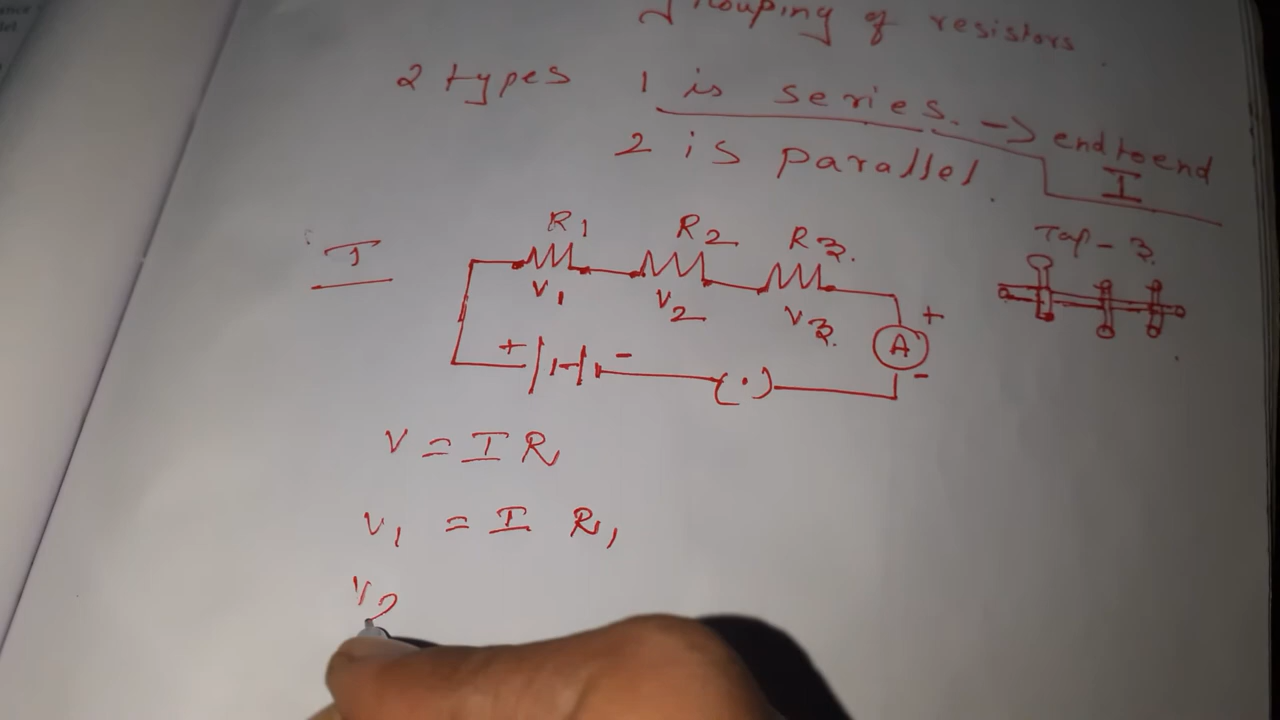 Grouping of resistors
2 types 1 is series. -> end to end
I
2 is parallel
I
R1 R2 R3.
V1 V2 V3.
+ A -
+ -
Tap - 3.
V = I R
V1 = I R1
V2